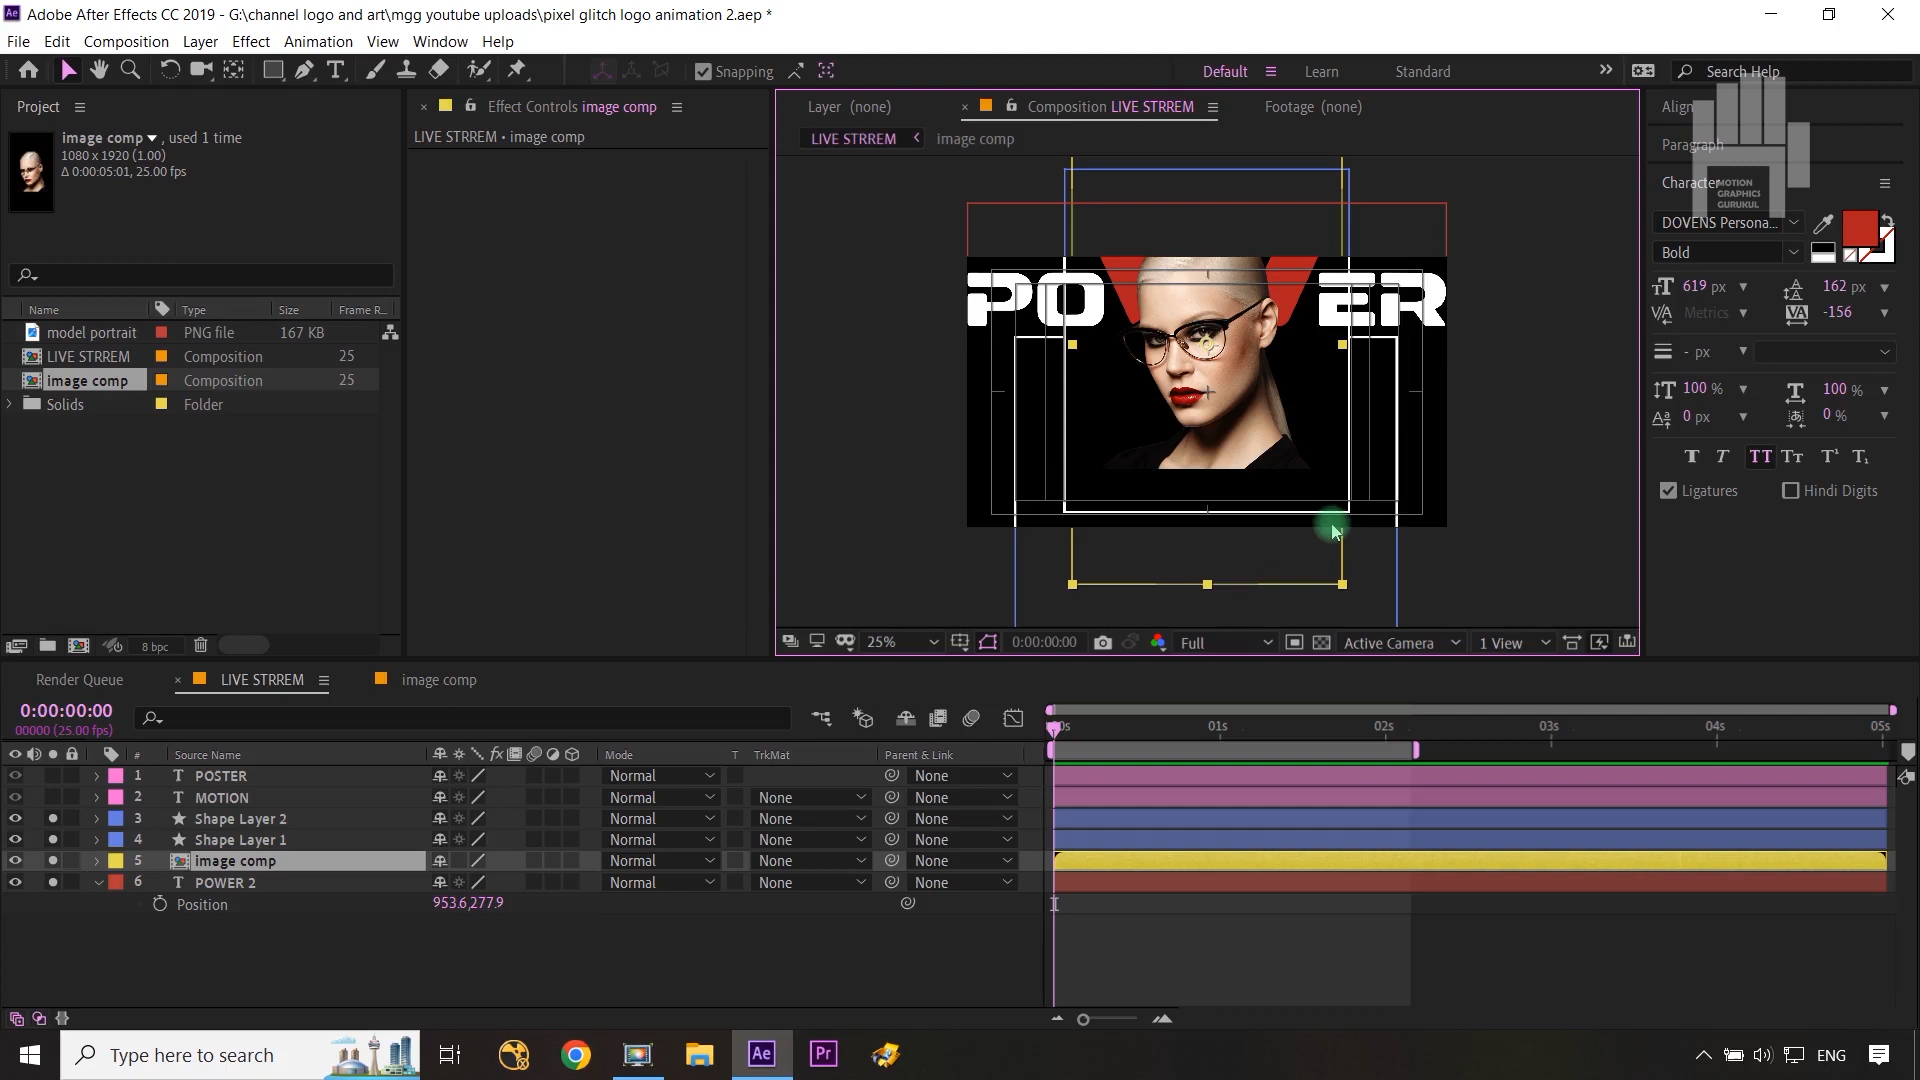 Adobe After Effects CC 2019 - G:\channel logo and art\mgg youtube uploads\pixel glitch logo animation 2.aep *
File Edit Composition Layer Effect Animation View Window Help
Snapping Default Learn Standard Search Help
Project
image comp , used 1 time
1080 x 1920 (1.00)
Δ 0:00:05:01, 25.00 fps
Name Type Size Frame R...
model portrait PNG file 167 KB
LIVE STRREM Composition 25
image comp Composition 25
Solids Folder
8 bpc
Effect Controls image comp
LIVE STRREM • image comp
Layer (none) Composition LIVE STRREM Footage (none)
LIVE STRREM image comp
POVER
25% 0:00:00:00 Full Active Camera 1 View
Align
Paragraph
Character
MOTION
GRAPHICS
GURUKUL
DOVENS Persona...
Bold
619 px 162 px
Metrics -156
- px
100 % 100 %
0 px 0 %
T T TT Tт T¹ T₁
Ligatures Hindi Digits
Render Queue LIVE STRREM image comp
0:00:00:00
00000 (25.00 fps)
0s 01s 02s 03s 04s 05s
# Source Name fx Mode T TrkMat Parent & Link
1 T POSTER Normal None
2 T MOTION Normal None None
3 Shape Layer 2 Normal None None
4 Shape Layer 1 Normal None None
5 image comp Normal None None
6 T POWER 2 Normal None None
Position 953.6,277.9
Type here to search Ae Pr ENG